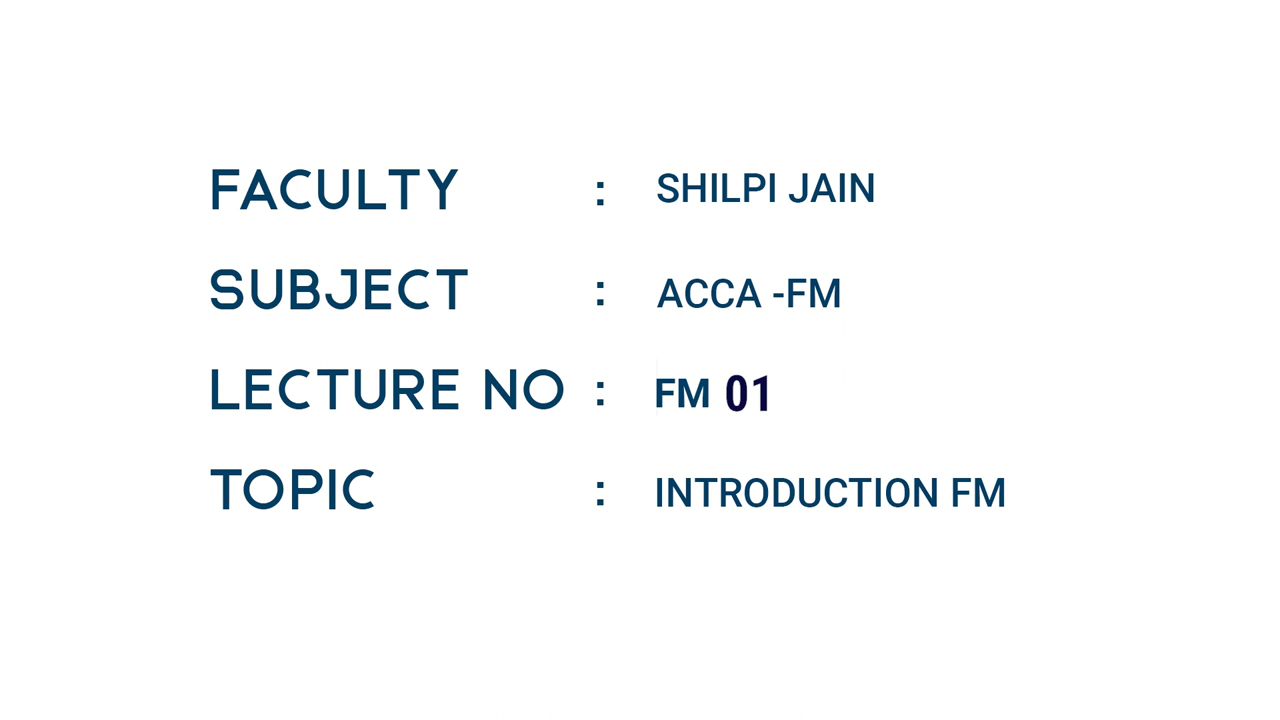 FACULTY : SHILPI JAIN
SUBJECT : ACCA -FM
LECTURE NO : FM 01
TOPIC : INTRODUCTION FM